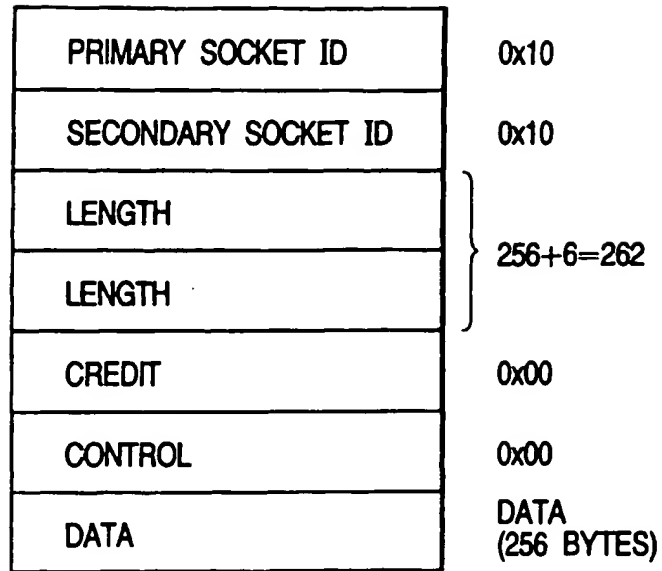 PRIMARY SOCKET ID 0x10
SECONDARY SOCKET ID 0x10
LENGTH
256+6=262
LENGTH
CREDIT 0x00
CONTROL 0x00
DATA DATA
(256 BYTES)